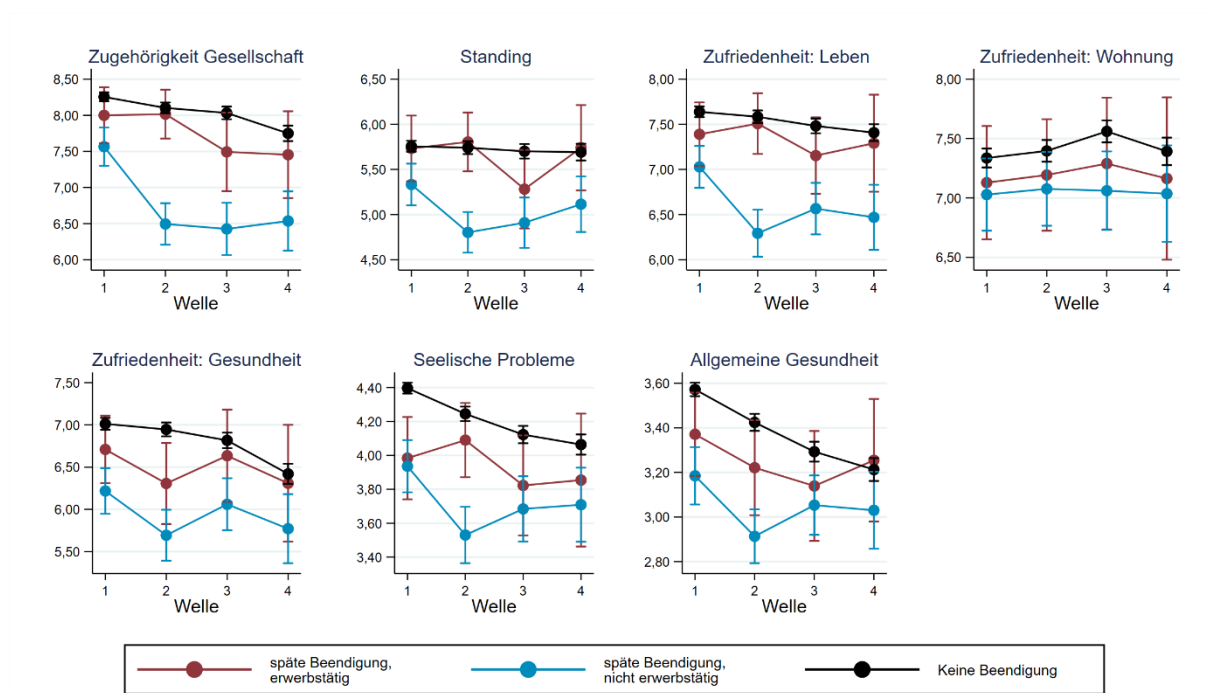 Zugehörigkeit Gesellschaft
8,50
8,00
7,50
7,00
6,50
6,00
1 2 3 4
Welle
Standing
6,50
6,00
5,50
5,00
4,50
1 2 3 4
Welle
Zufriedenheit: Leben
8,00
7,50
7,00
6,50
6,00
1 2 3 4
Welle
Zufriedenheit: Wohnung
8,00
7,50
7,00
6,50
1 2 3 4
Welle
Zufriedenheit: Gesundheit
7,50
7,00
6,50
6,00
5,50
1 2 3 4
Welle
Seelische Probleme
4,40
4,20
4,00
3,80
3,60
3,40
1 2 3 4
Welle
Allgemeine Gesundheit
3,60
3,40
3,20
3,00
2,80
1 2 3 4
Welle
späte Beendigung,
erwerbstätig
späte Beendigung,
nicht erwerbstätig
Keine Beendigung